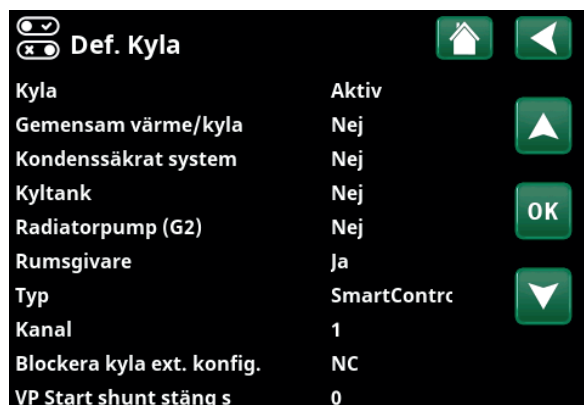 Def. Kyla
Kyla Aktiv
Gemensam värme/kyla Nej
Kondenssäkrat system Nej
Kyltank Nej
Radiatorpump (G2) Nej
OK
Rumsgivare Ja
Typ SmartContrc
Kanal 1
Blockera kyla ext. konfig. NC
VP Start shunt stäng s 0